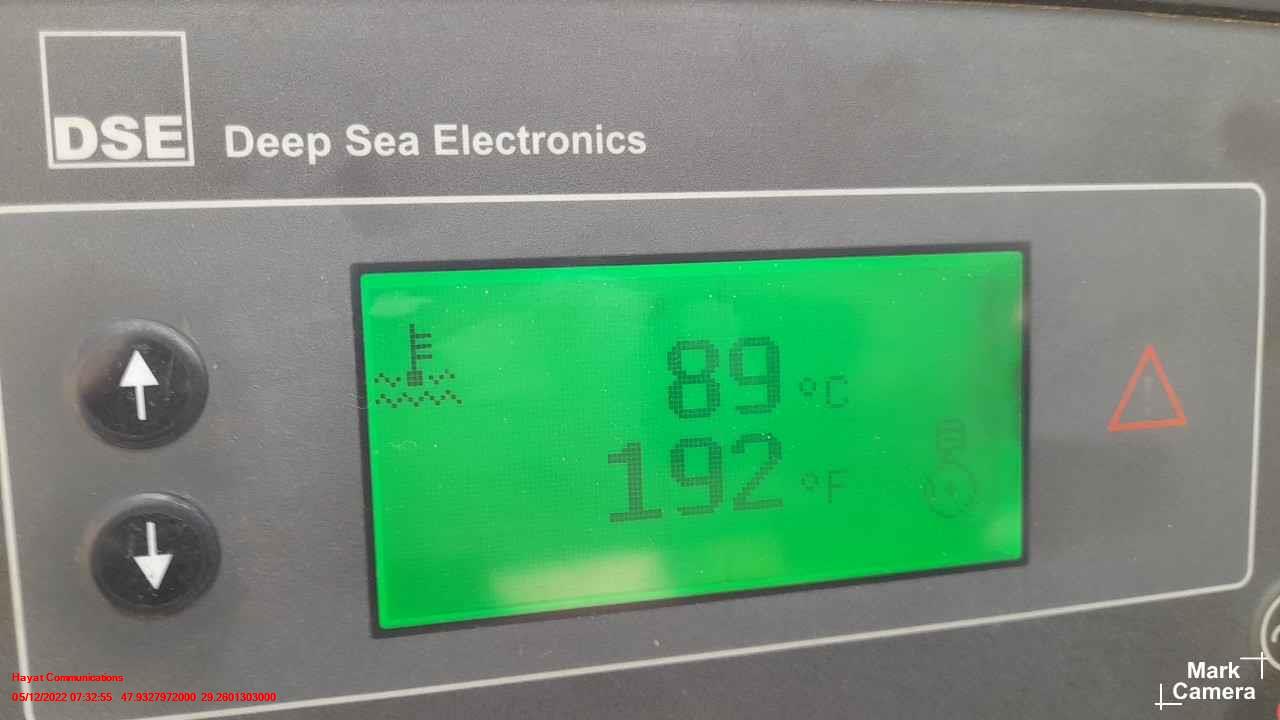 DSE
Deep Sea Electronics
89 °C
192 °F
Hayat Communications
05/12/2022 07:32:55 47.9327972000 29.2601303000
Mark
Camera